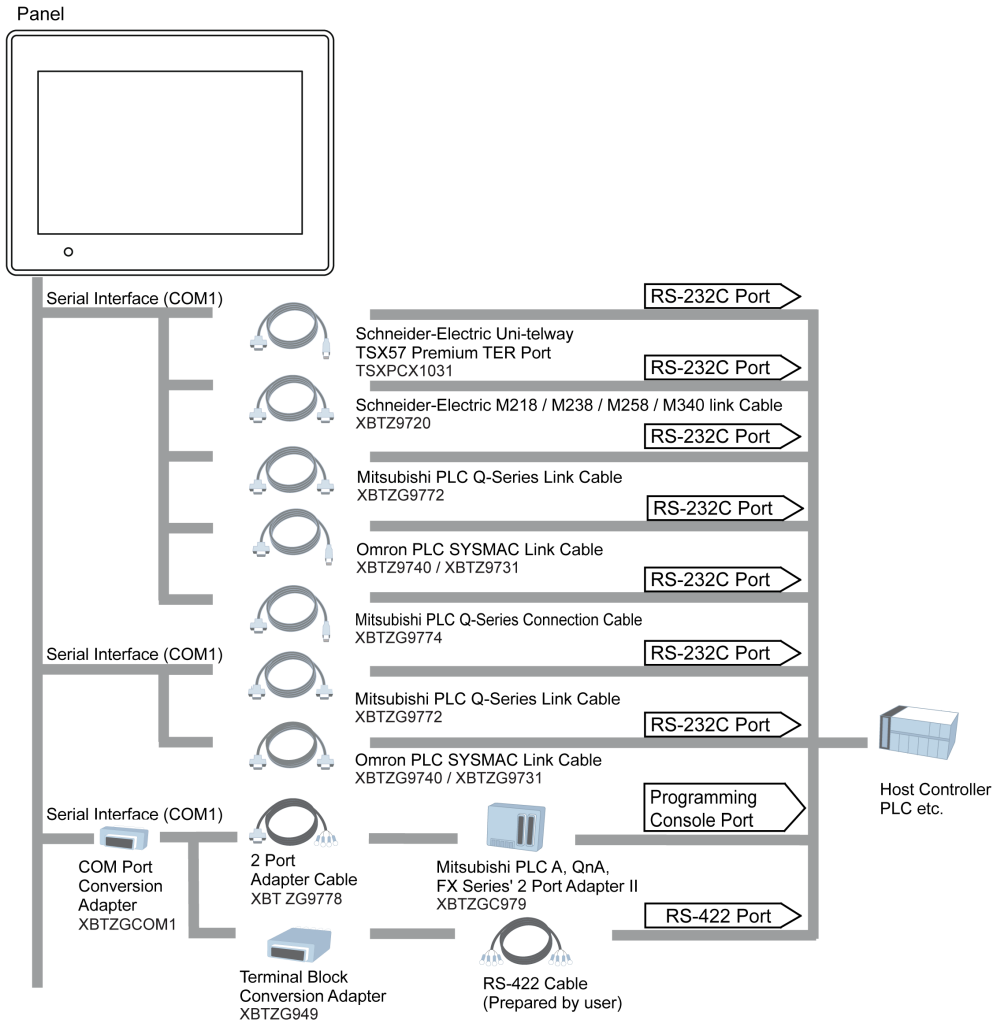 Panel
Serial Interface (COM1)
RS-232C Port
Schneider-Electric Uni-telway
TSX57 Premium TER Port
TSXPCX1031
RS-232C Port
Schneider-Electric M218 / M238 / M258 / M340 link Cable
XBTZ9720
RS-232C Port
Mitsubishi PLC Q-Series Link Cable
XBTZG9772
RS-232C Port
Omron PLC SYSMAC Link Cable
XBTZ9740 / XBTZ9731
RS-232C Port
Mitsubishi PLC Q-Series Connection Cable
XBTZG9774
Serial Interface (COM1)
RS-232C Port
Mitsubishi PLC Q-Series Link Cable
XBTZG9772
RS-232C Port
Omron PLC SYSMAC Link Cable
XBTZG9740 / XBTZG9731
Host Controller
PLC etc.
Serial Interface (COM1)
Programming
Console Port
COM Port
Conversion
Adapter
XBTZGCOM1
2 Port
Adapter Cable
XBT ZG9778
Mitsubishi PLC A, QnA,
FX Series' 2 Port Adapter II
XBTZGC979
RS-422 Port
Terminal Block
Conversion Adapter
XBTZG949
RS-422 Cable
(Prepared by user)